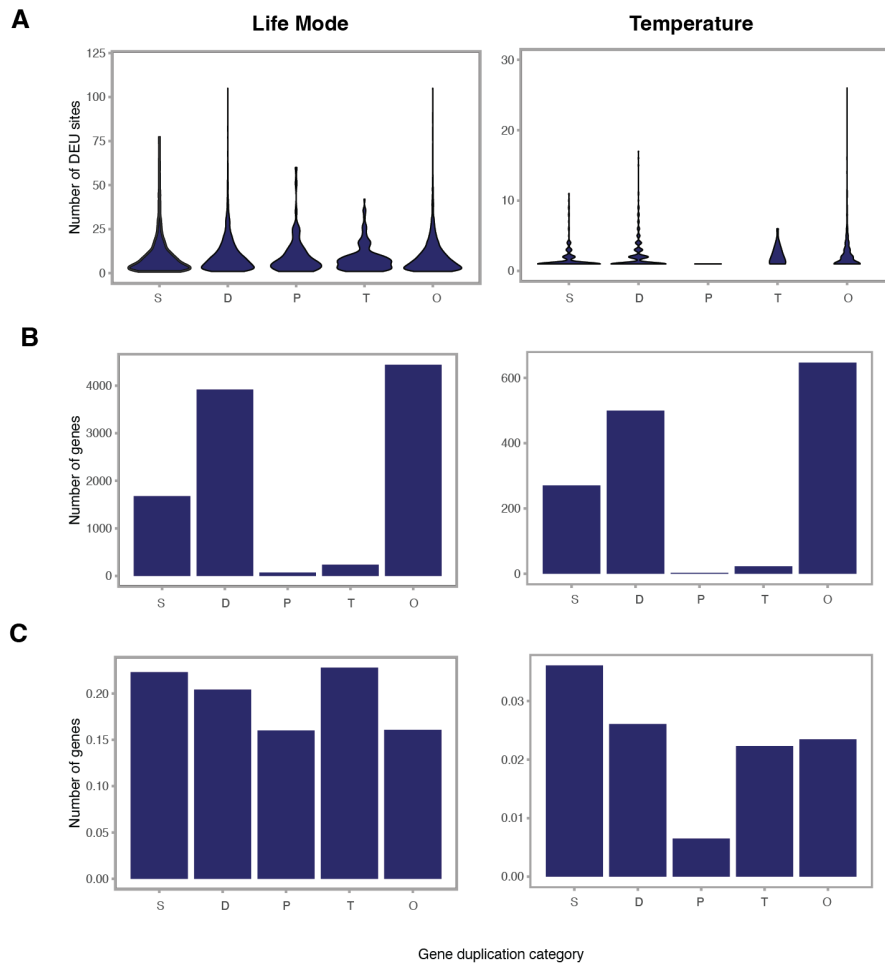 A
Life Mode
Temperature
Number of DEU sites
125
100
75
50
25
0
S D P T O
30
20
10
0
S D P T O
B
Number of genes
4000
3000
2000
1000
0
S D P T O
600
400
200
0
S D P T O
C
Number of genes
0.20
0.15
0.10
0.05
0.00
S D P T O
0.03
0.02
0.01
0.00
S D P T O
Gene duplication category